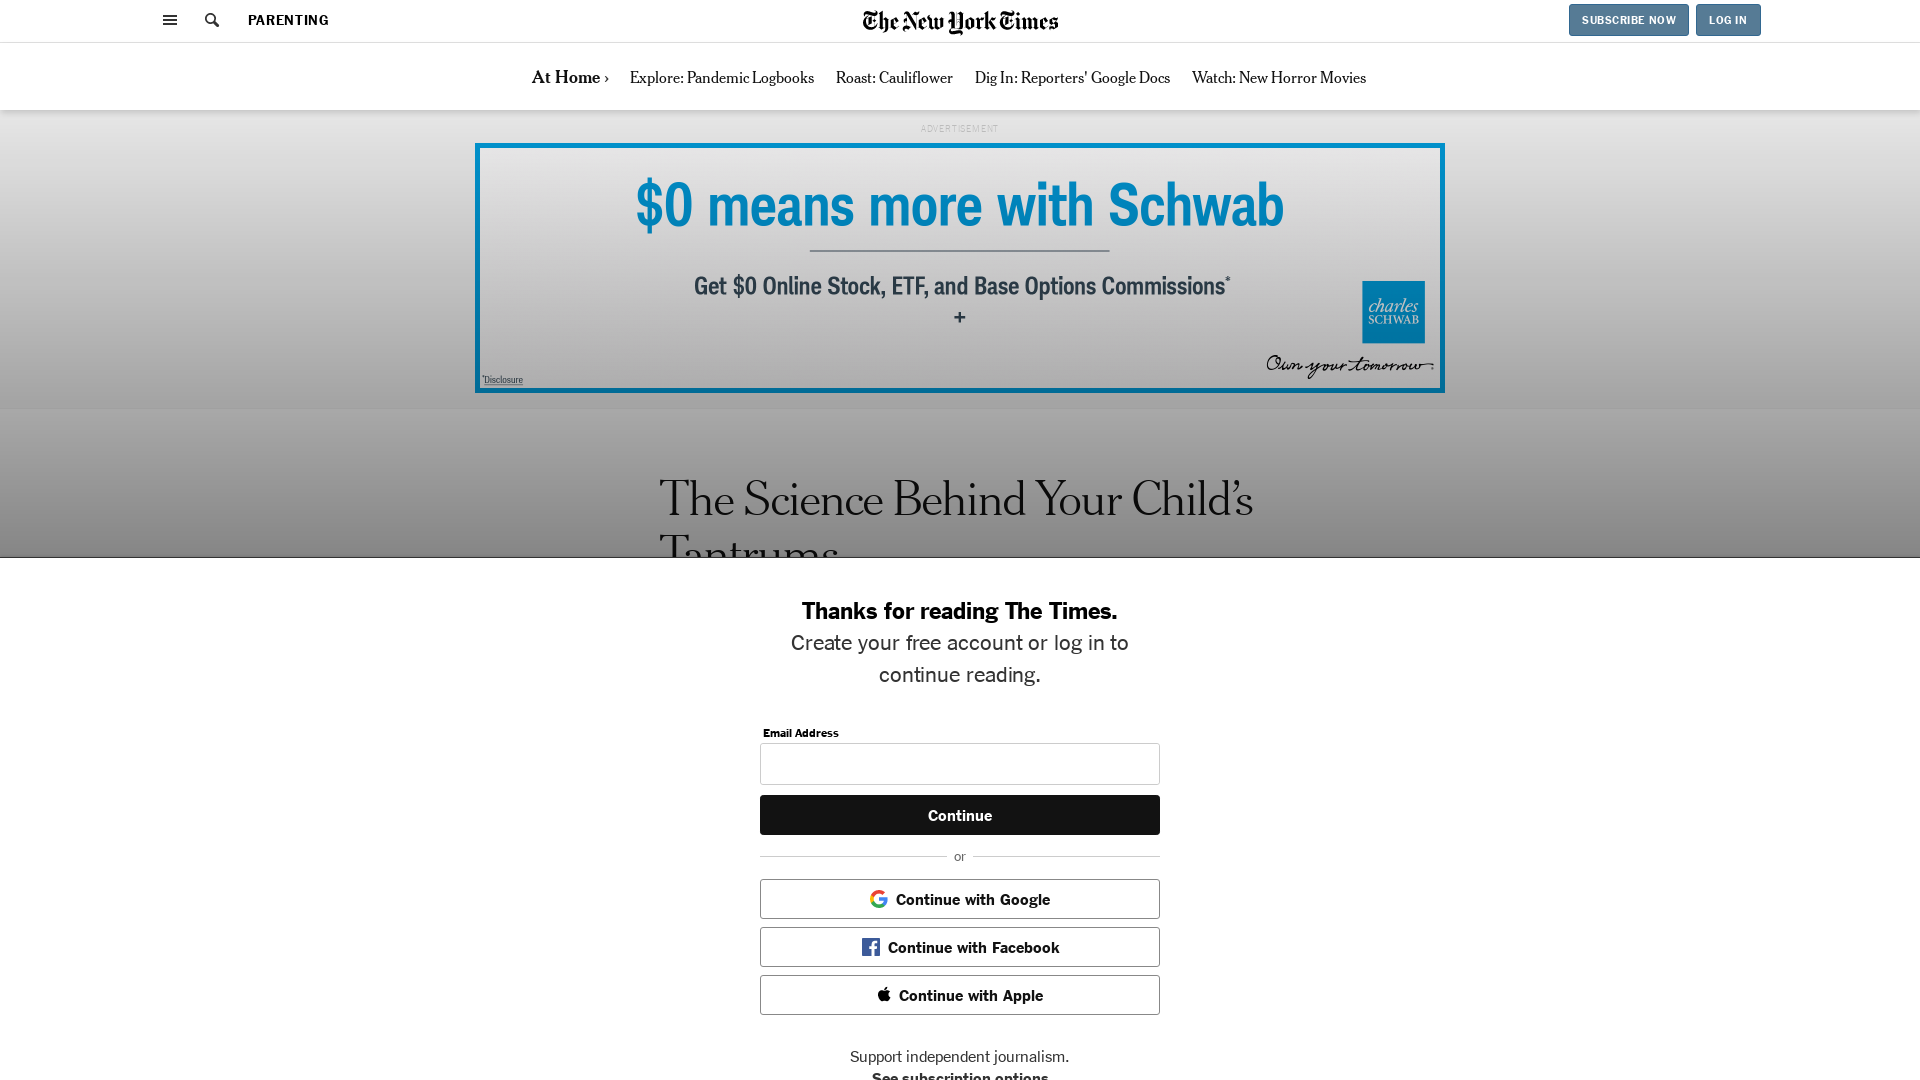 PARENTING
The New York Times
SUBSCRIBE NOW
LOG IN
At Home ›
Explore: Pandemic Logbooks
Roast: Cauliflower
Dig In: Reporters' Google Docs
Watch: New Horror Movies
ADVERTISEMENT
$0 means more with Schwab
Get $0 Online Stock, ETF, and Base Options Commissions*
+
charles
SCHWAB
Own your tomorrow.
*Disclosure
The Science Behind Your Child’s
Tantrums
Thanks for reading The Times.
Create your free account or log in to
continue reading.
Email Address
Continue
or
Continue with Google
Continue with Facebook
Continue with Apple
Support independent journalism.
See subscription options